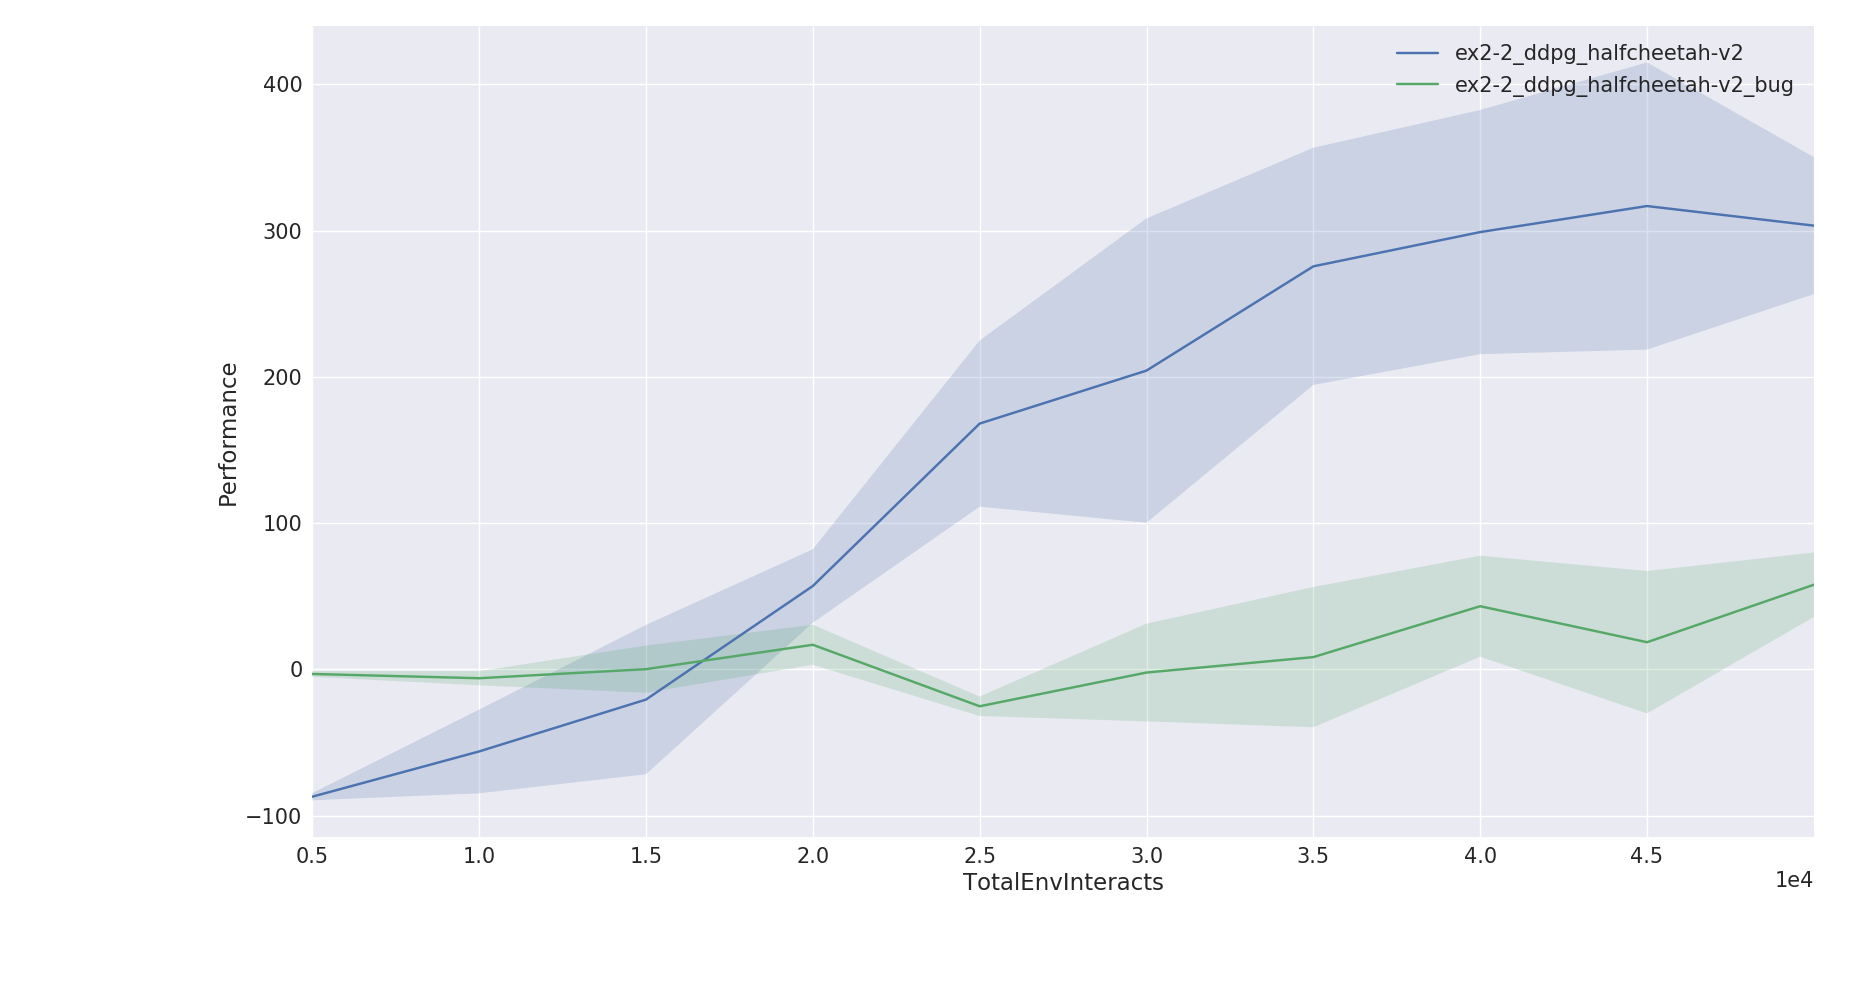 ex2-2_ddpg_halfcheetah-v2
ex2-2_ddpg_halfcheetah-v2_bug
400
300
200
100
0
−100
Performance
0.5 1.0 1.5 2.0 2.5 3.0 3.5 4.0 4.5
TotalEnvInteracts
1e4